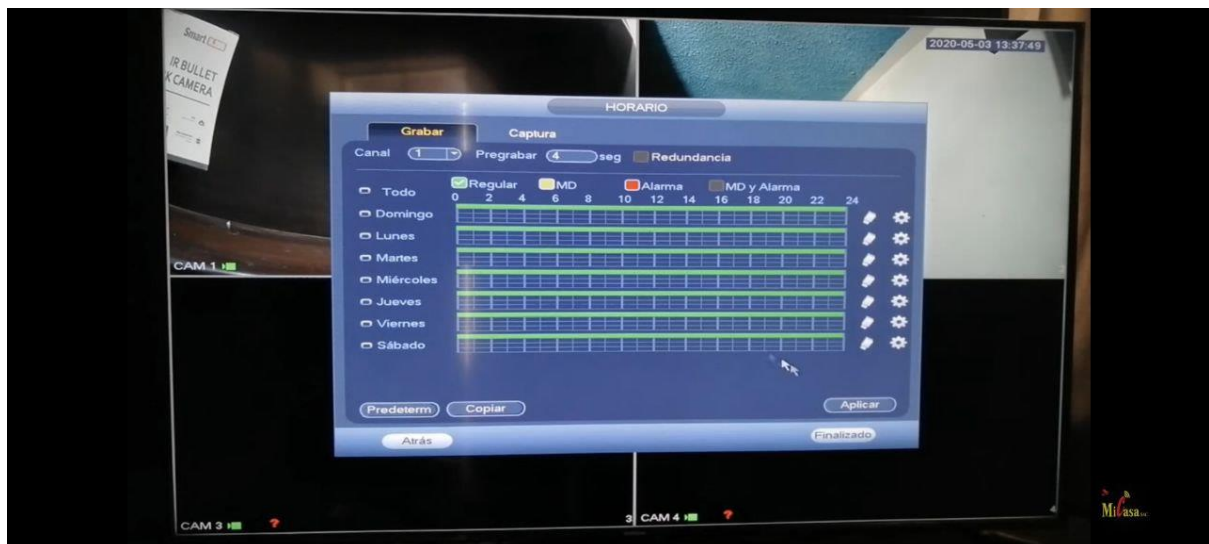 Smart
IR BULLET
K CAMERA
2020-05-03 13:37:49
HORARIO
Grabar Captura
Canal 1 Pregrabar 4 seg Redundancia
Todo Regular MD Alarma MD y Alarma
0 2 4 6 8 10 12 14 16 18 20 22 24
Domingo
Lunes
Martes
Miércoles
Jueves
Viernes
Sábado
Predeterm Copiar Aplicar
Atrás Finalizado
CAM 1
CAM 3 ? 3 CAM 4 ? 4
MiCasa